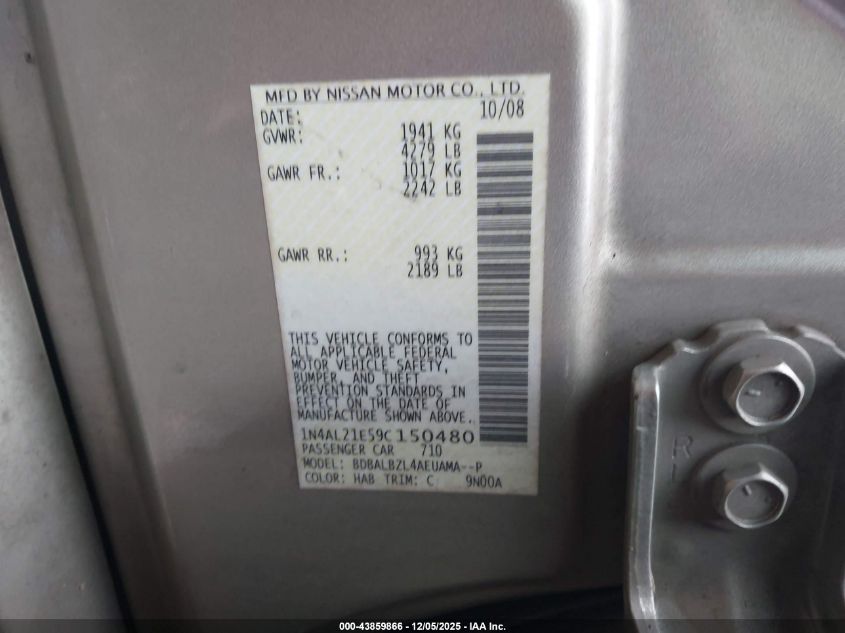 MFD BY NISSAN MOTOR CO., LTD.
DATE: 10/08
GVWR: 1941 KG
4279 LB
GAWR FR.: 1017 KG
2242 LB
GAWR RR.: 993 KG
2189 LB
THIS VEHICLE CONFORMS TO
ALL APPLICABLE FEDERAL
MOTOR VEHICLE SAFETY,
BUMPER, AND THEFT
PREVENTION STANDARDS IN
EFFECT ON THE DATE OF
MANUFACTURE SHOWN ABOVE.
1N4AL21E59C150480
PASSENGER CAR 710
MODEL: BDBALBZL4AEUAMA--P
COLOR: HAB TRIM: C 9N00A
R
000-43859866 - 12/05/2025 - IAA Inc.